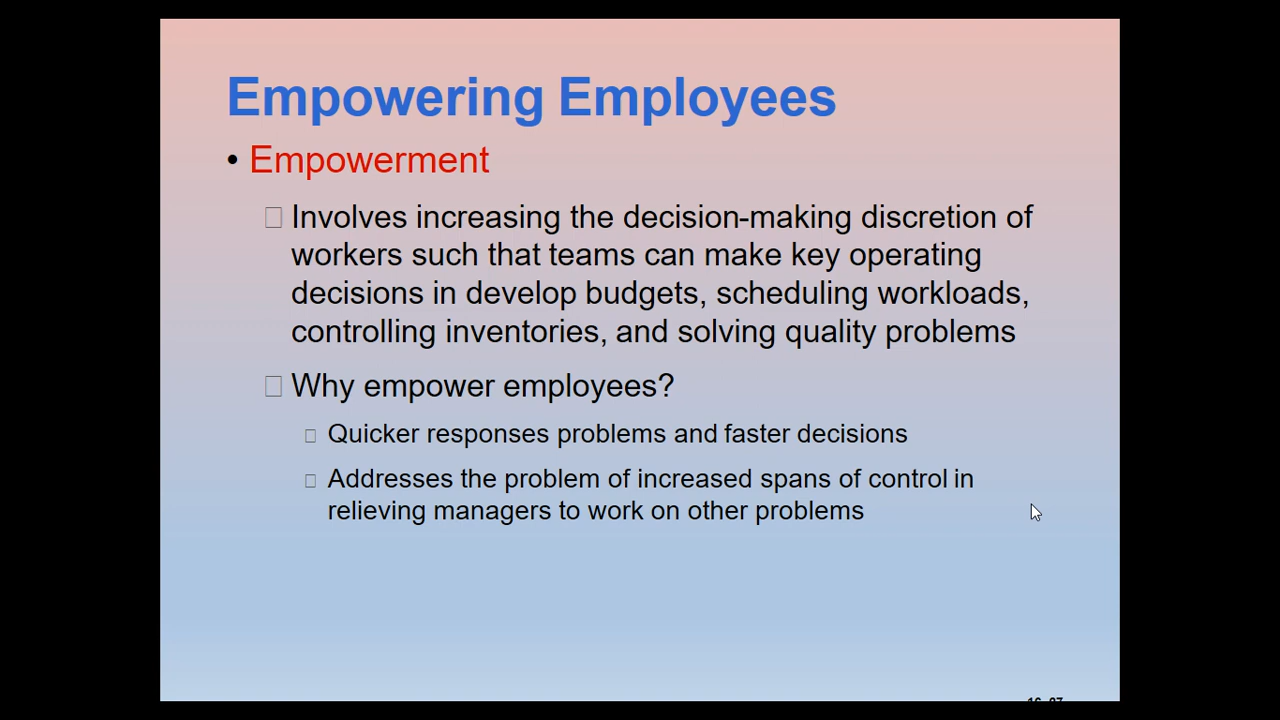 Empowering Employees
• Empowerment
Involves increasing the decision-making discretion of
workers such that teams can make key operating
decisions in develop budgets, scheduling workloads,
controlling inventories, and solving quality problems
Why empower employees?
Quicker responses problems and faster decisions
Addresses the problem of increased spans of control in
relieving managers to work on other problems